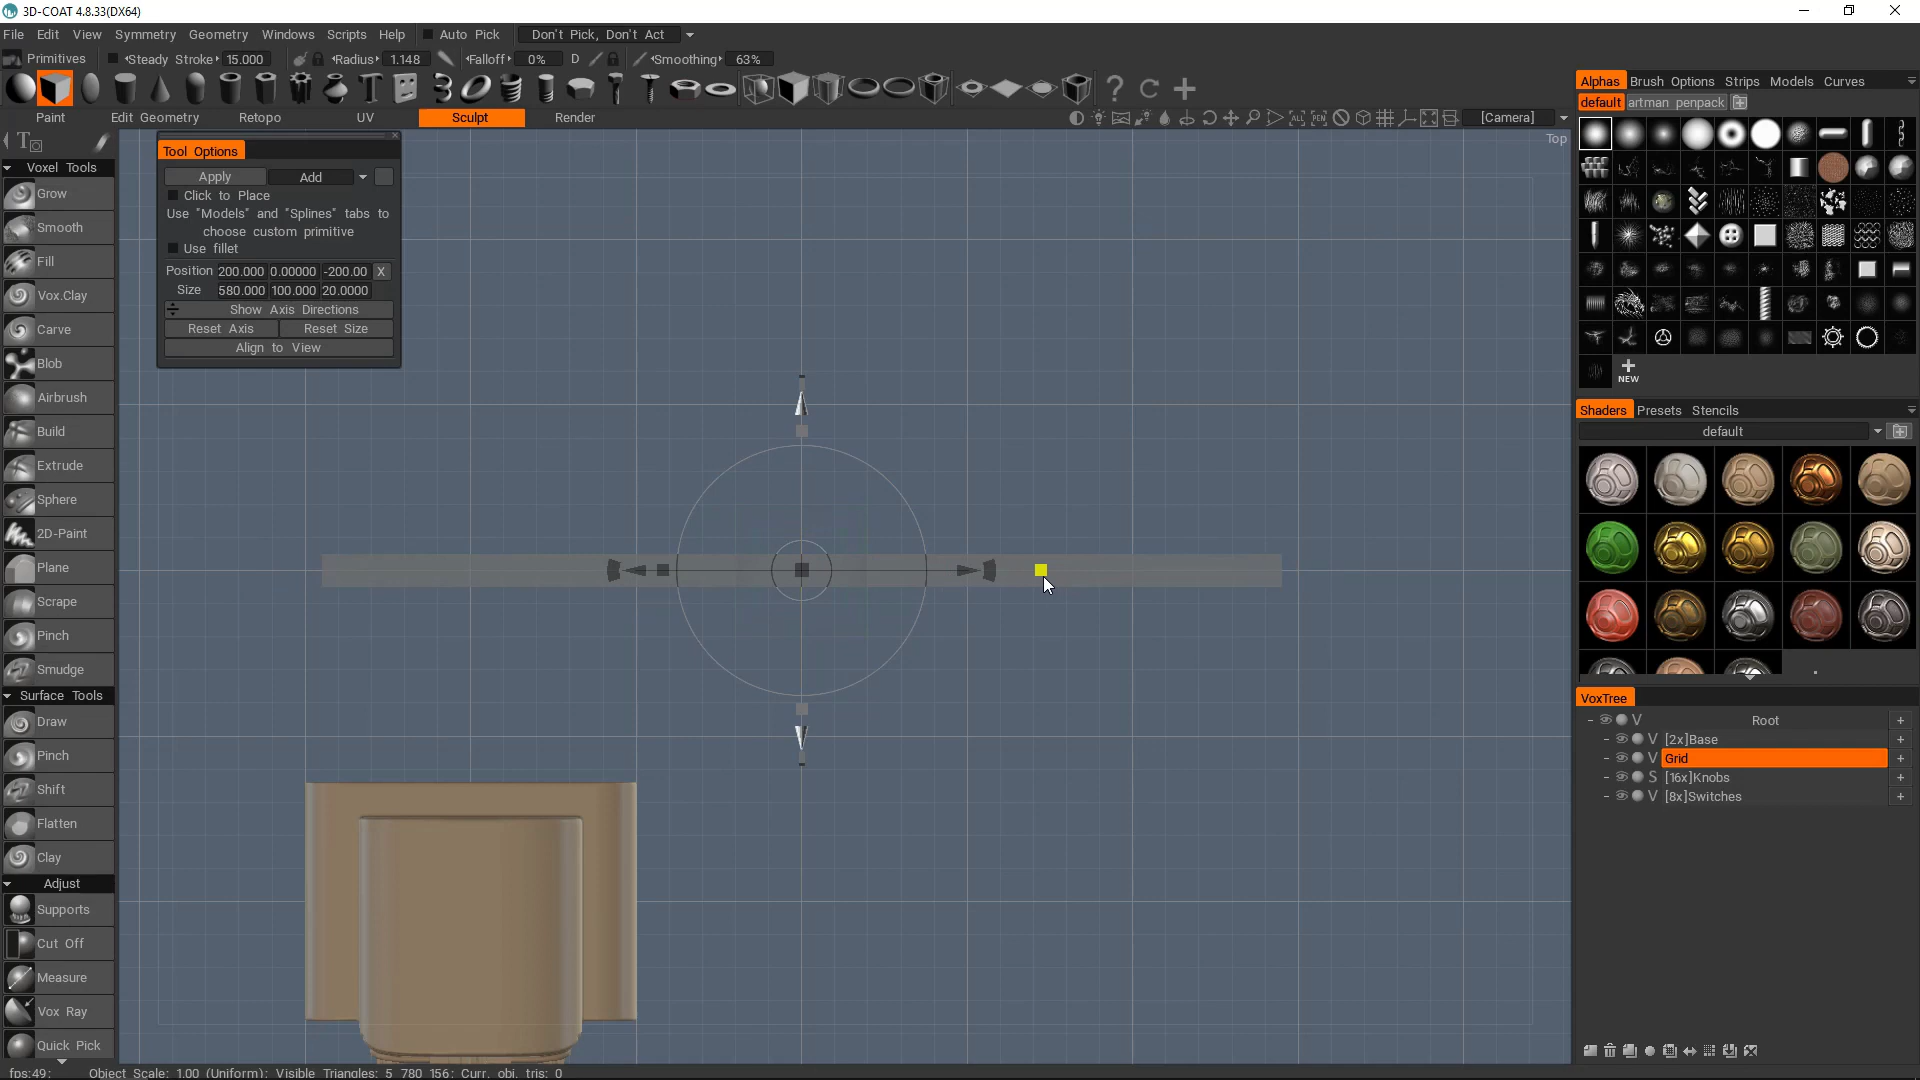 3D-COAT 4.8.33(DX64)
File Edit View Symmetry Geometry Windows Scripts Help Auto Pick Don't Pick, Don't Act
Primitives Steady Stroke 15.000 Radius 1.148 Falloff 0% D Smoothing 63%
Paint Edit Geometry Retopo UV Sculpt Render [Camera]
Top
Voxel Tools
Grow
Smooth
Fill
Vox.Clay
Carve
Blob
Airbrush
Build
Extrude
Sphere
2D-Paint
Plane
Scrape
Pinch
Smudge
Surface Tools
Draw
Pinch
Shift
Flatten
Clay
Adjust
Supports
Cut Off
Measure
Vox Ray
Quick Pick
Tool Options
Apply Add
Click to Place
Use "Models" and "Splines" tabs to
choose custom primitive
Use fillet
Position 200.000 0.00000 -200.00 X
Size 580.000 100.000 20.0000
Show Axis Directions
Reset Axis Reset Size
Align to View
Alphas Brush Options Strips Models Curves
default artman penpack
NEW
Shaders Presets Stencils
default
VoxTree
Root
V [2x]Base
V Grid
S [16x]Knobs
V [8x]Switches
fps:49; Object Scale: 1.00 (Uniform); Visible Triangles: 5 780 156; Curr. obj. tris: 0